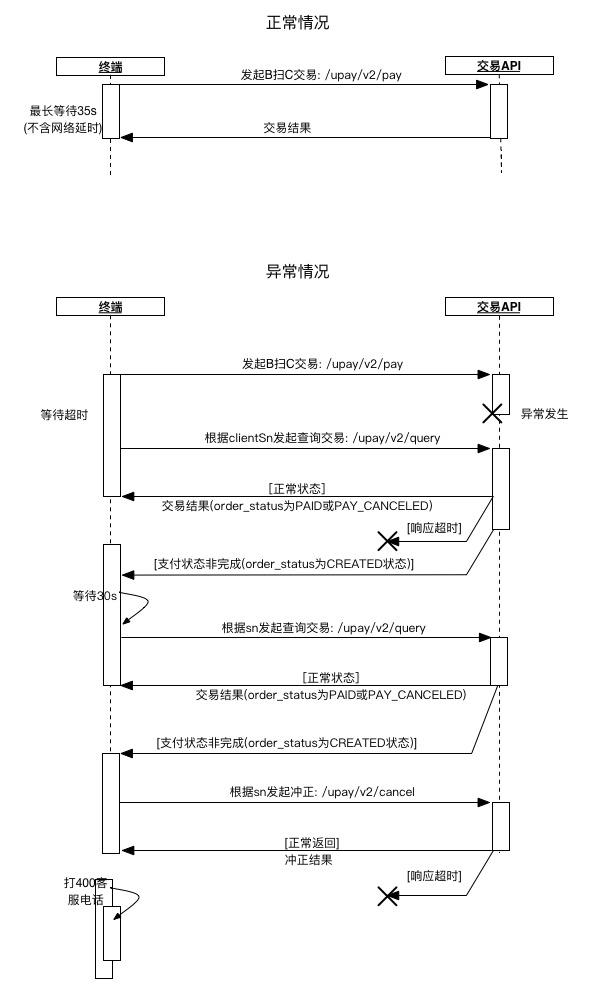 正常情况
终端
交易API
发起B扫C交易: /upay/v2/pay
最长等待35s
(不含网络延时)
交易结果
异常情况
终端
交易API
发起B扫C交易: /upay/v2/pay
等待超时
异常发生
根据clientSn发起查询交易: /upay/v2/query
[正常状态]
交易结果(order_status为PAID或PAY_CANCELED)
[响应超时]
[支付状态非完成(order_status为CREATED状态)]
等待30s
根据sn发起查询交易: /upay/v2/query
[正常状态]
交易结果(order_status为PAID或PAY_CANCELED)
[支付状态非完成(order_status为CREATED状态)]
根据sn发起冲正: /upay/v2/cancel
[正常返回]
冲正结果
[响应超时]
打400客
服电话